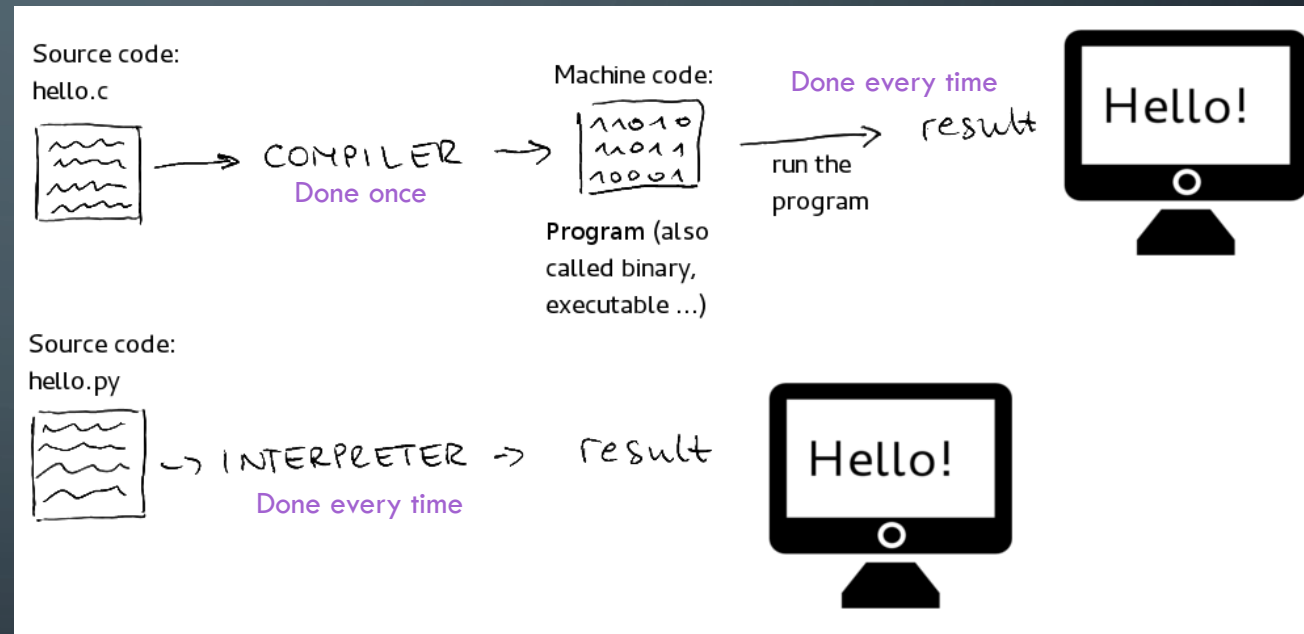 Source code:
hello.c
COMPILER
Done once
Machine code:
11010
11011
10001
Program (also
called binary,
executable ...)
Done every time
run the
program
result
Hello!
Source code:
hello.py
INTERPRETER
Done every time
result
Hello!